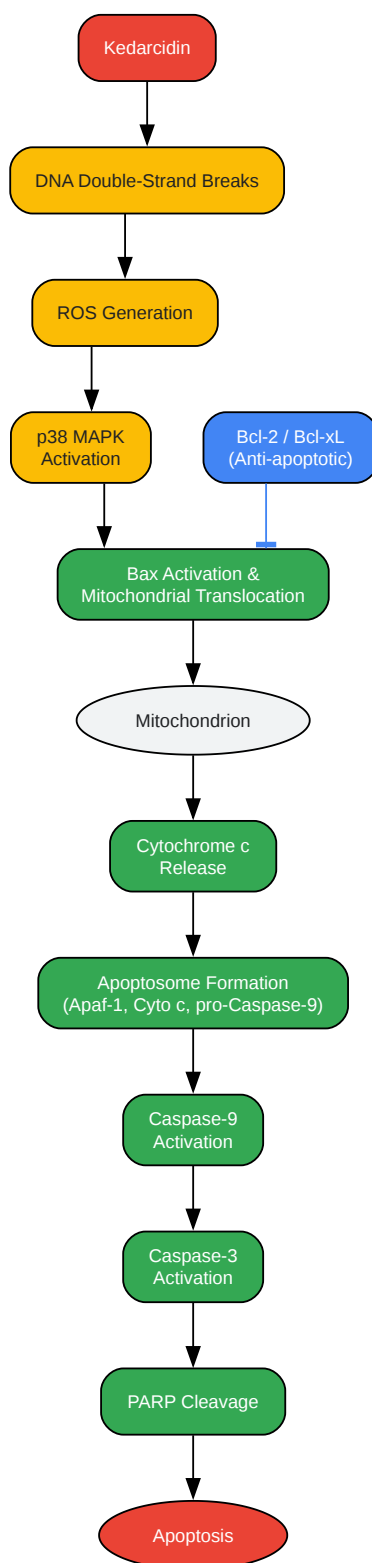 Kedarcidin
DNA Double-Strand Breaks
ROS Generation
p38 MAPK
Activation
Bcl-2 / Bcl-xL
(Anti-apoptotic)
Bax Activation &
Mitochondrial Translocation
Mitochondrion
Cytochrome c
Release
Apoptosome Formation
(Apaf-1, Cyto c, pro-Caspase-9)
Caspase-9
Activation
Caspase-3
Activation
PARP Cleavage
Apoptosis